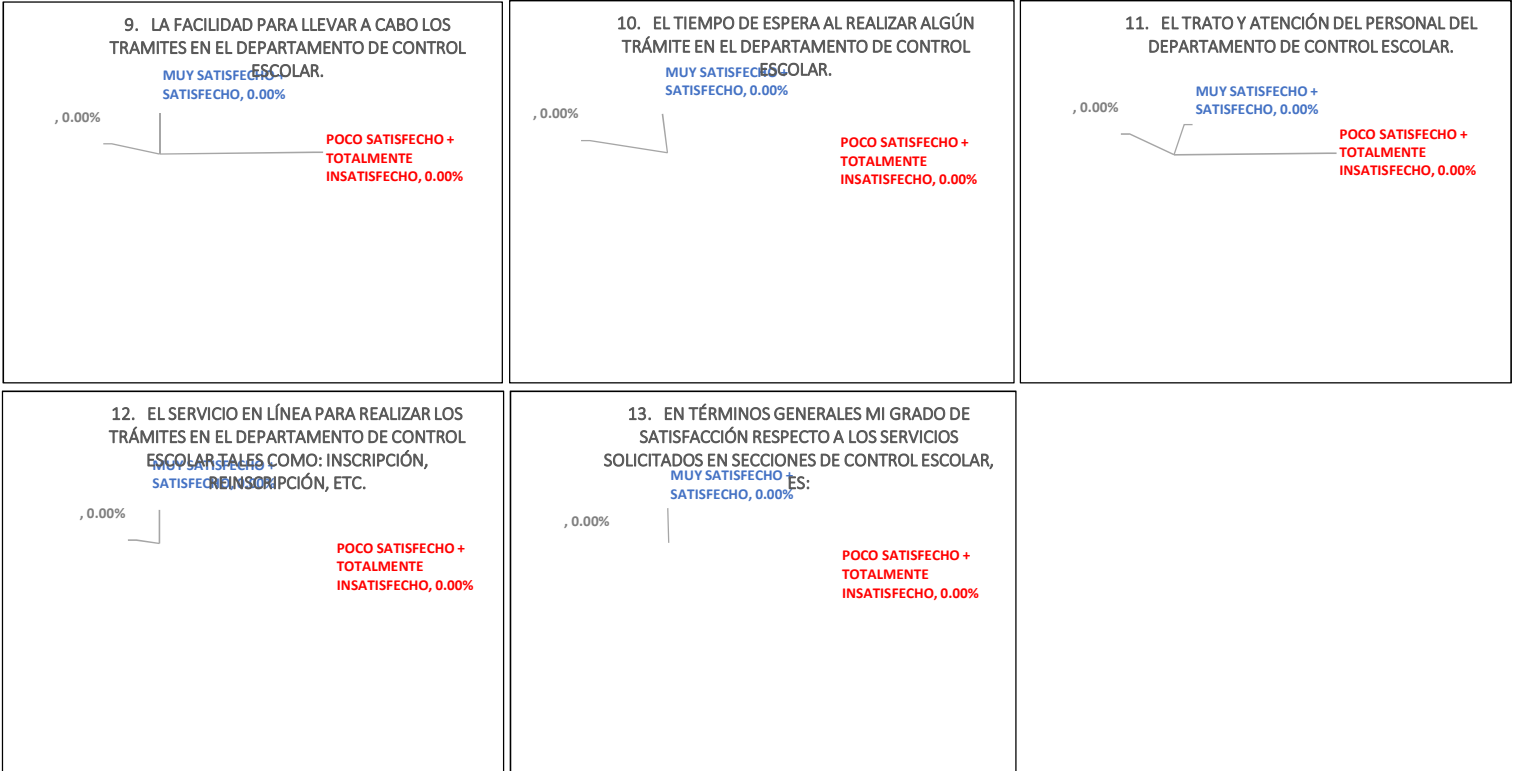 9. LA FACILIDAD PARA LLEVAR A CABO LOS
TRAMITES EN EL DEPARTAMENTO DE CONTROL
ESCOLAR.
MUY SATISFECHO +
SATISFECHO, 0.00%
, 0.00%
POCO SATISFECHO +
TOTALMENTE
INSATISFECHO, 0.00%
10. EL TIEMPO DE ESPERA AL REALIZAR ALGÚN
TRÁMITE EN EL DEPARTAMENTO DE CONTROL
ESCOLAR.
MUY SATISFECHO +
SATISFECHO, 0.00%
, 0.00%
POCO SATISFECHO +
TOTALMENTE
INSATISFECHO, 0.00%
11. EL TRATO Y ATENCIÓN DEL PERSONAL DEL
DEPARTAMENTO DE CONTROL ESCOLAR.
MUY SATISFECHO +
SATISFECHO, 0.00%
, 0.00%
POCO SATISFECHO +
TOTALMENTE
INSATISFECHO, 0.00%
12. EL SERVICIO EN LÍNEA PARA REALIZAR LOS
TRÁMITES EN EL DEPARTAMENTO DE CONTROL
ESCOLAR TALES COMO: INSCRIPCIÓN,
REINSCRIPCIÓN, ETC.
MUY SATISFECHO +
SATISFECHO, 0.00%
, 0.00%
POCO SATISFECHO +
TOTALMENTE
INSATISFECHO, 0.00%
13. EN TÉRMINOS GENERALES MI GRADO DE
SATISFACCIÓN RESPECTO A LOS SERVICIOS
SOLICITADOS EN SECCIONES DE CONTROL ESCOLAR,
ES:
MUY SATISFECHO +
SATISFECHO, 0.00%
, 0.00%
POCO SATISFECHO +
TOTALMENTE
INSATISFECHO, 0.00%